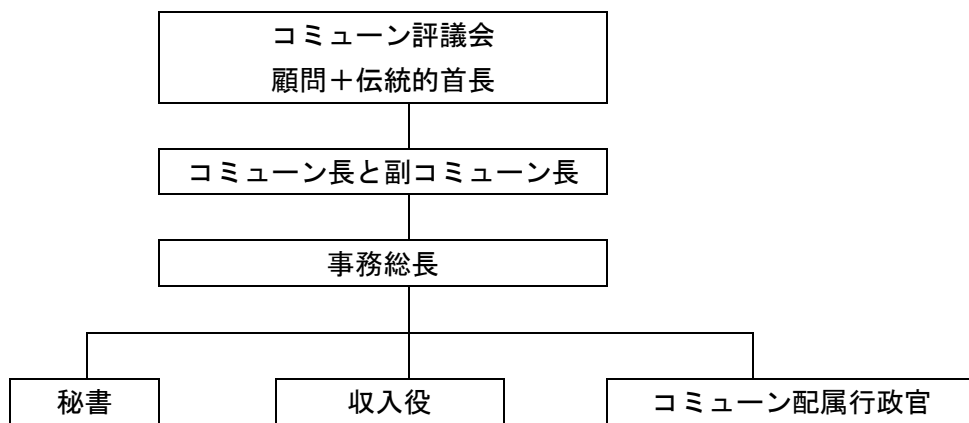 コミューン評議会
顧問＋伝統的首長
コミューン長と副コミューン長
事務総長
秘書
収入役
コミューン配属行政官